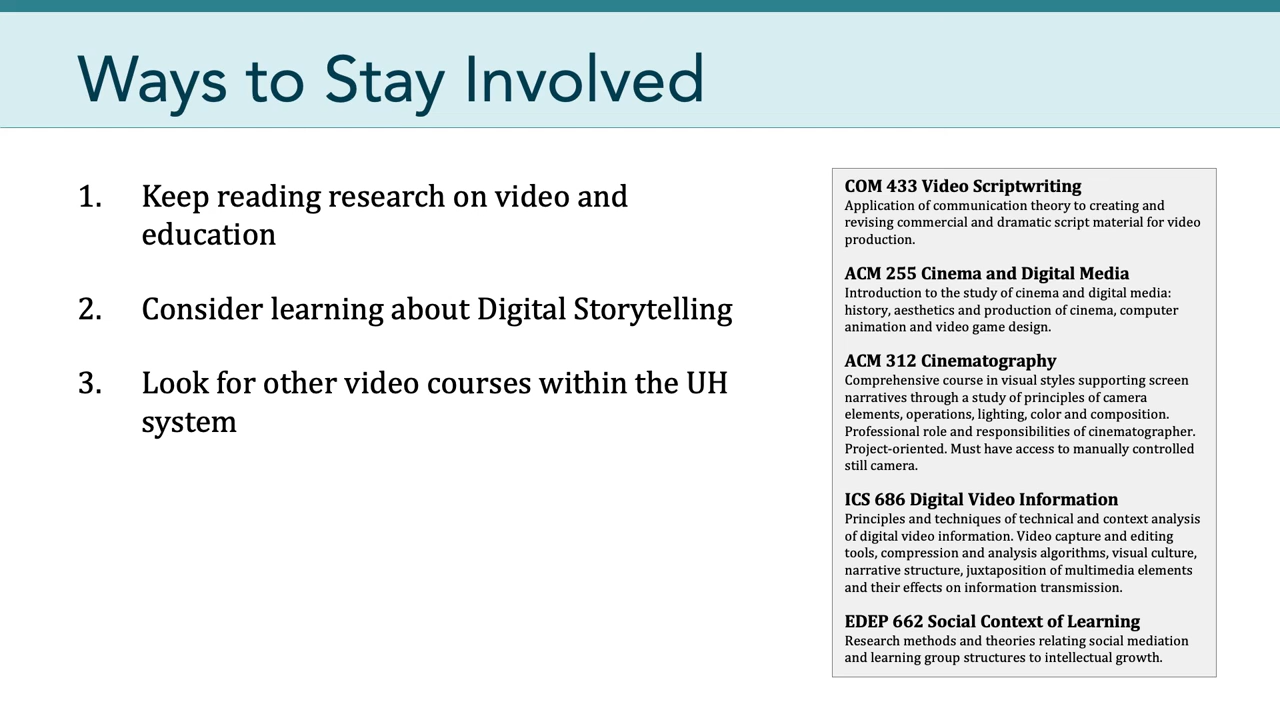 Ways to Stay Involved
1. Keep reading research on video and
education
2. Consider learning about Digital Storytelling
3. Look for other video courses within the UH
system
COM 433 Video Scriptwriting
Application of communication theory to creating and
revising commercial and dramatic script material for video
production.
ACM 255 Cinema and Digital Media
Introduction to the study of cinema and digital media:
history, aesthetics and production of cinema, computer
animation and video game design.
ACM 312 Cinematography
Comprehensive course in visual styles supporting screen
narratives through a study of principles of camera
elements, operations, lighting, color and composition.
Professional role and responsibilities of cinematographer.
Project-oriented. Must have access to manually controlled
still camera.
ICS 686 Digital Video Information
Principles and techniques of technical and context analysis
of digital video information. Video capture and editing
tools, compression and analysis algorithms, visual culture,
narrative structure, juxtaposition of multimedia elements
and their effects on information transmission.
EDEP 662 Social Context of Learning
Research methods and theories relating social mediation
and learning group structures to intellectual growth.